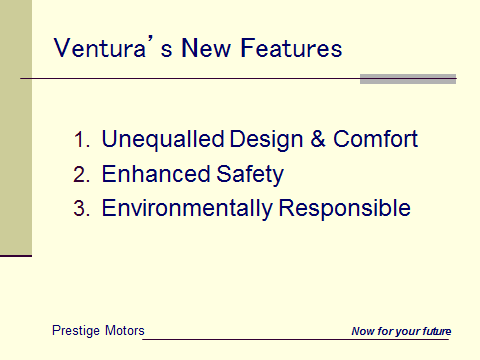 Ventura’s New Features
1. Unequalled Design & Comfort
2. Enhanced Safety
3. Environmentally Responsible
Prestige Motors
Now for your future